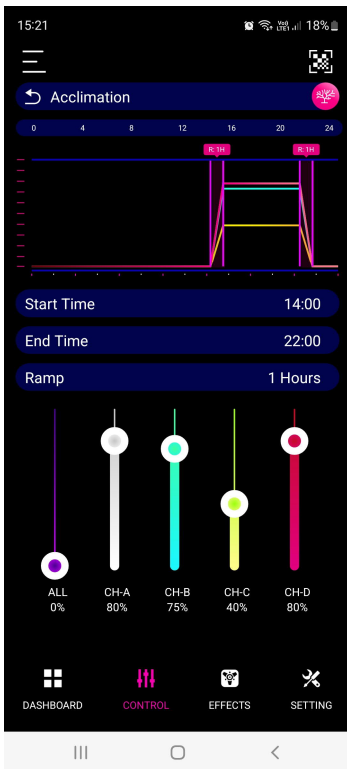 15:21 Vo) LTE1 18%
Acclimation
0 4 8 12 16 20 24
R: 1H R: 1H
Start Time 14:00
End Time 22:00
Ramp 1 Hours
ALL CH-A CH-B CH-C CH-D
0% 80% 75% 40% 80%
DASHBOARD CONTROL EFFECTS SETTING